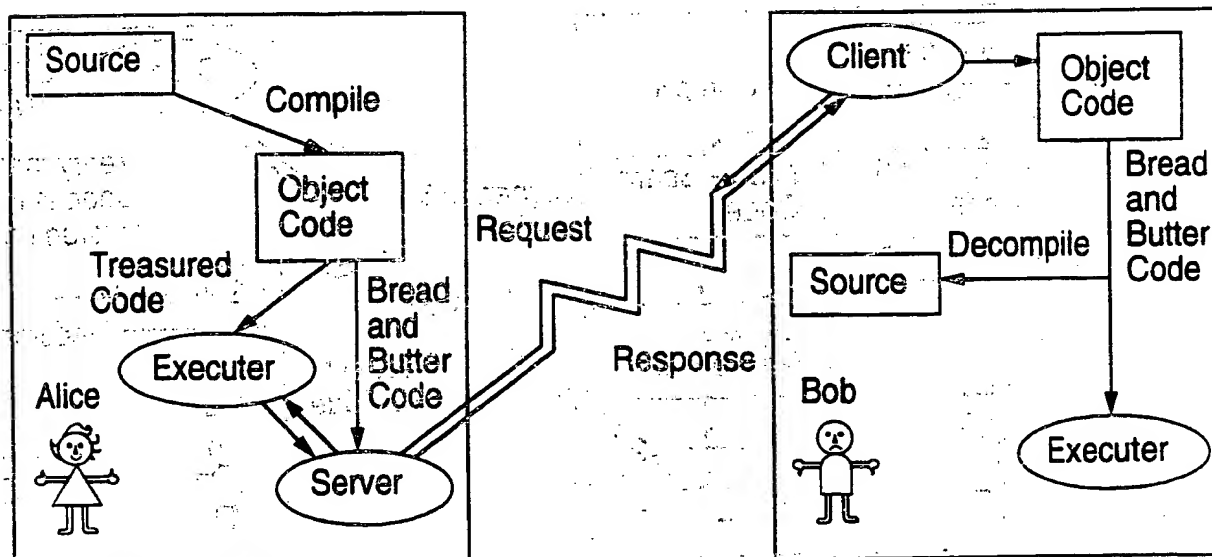 Source
Compile
Object
Code
Treasured
Code
Bread
and
Butter
Code
Executer
Alice
Server
Request
Response
Client
Object
Code
Bread
and
Butter
Code
Decompile
Source
Bob
Executer